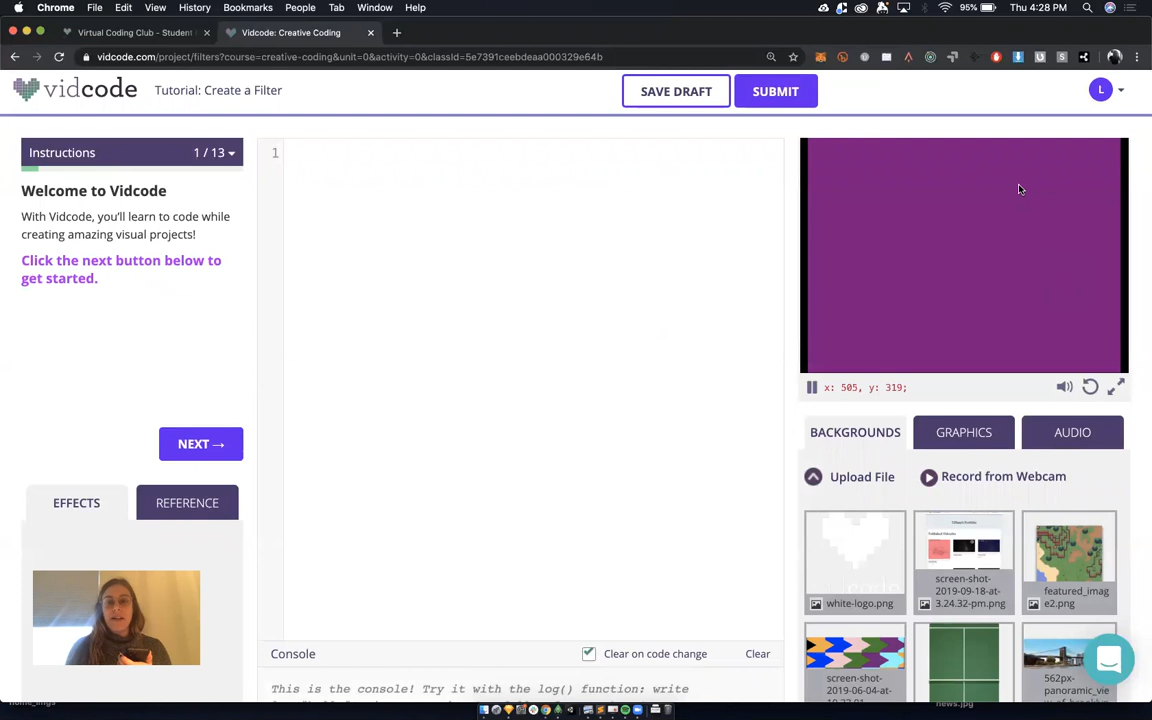 Chrome File Edit View History Bookmarks People Tab Window Help 95% Thu 4:28 PM
Virtual Coding Club - Student
Vidcode: Creative Coding
vidcode.com/project/filters?course=creative-coding&unit=0&activity=0&classId=5e7391ceebdeaa000329e64b
vidcode Tutorial: Create a Filter SAVE DRAFT SUBMIT L
Instructions 1 / 13
1
Welcome to Vidcode
With Vidcode, you'll learn to code while
creating amazing visual projects!
Click the next button below to
get started.
NEXT →
EFFECTS REFERENCE
x: 505, y: 319;
BACKGROUNDS GRAPHICS AUDIO
Upload File Record from Webcam
white-logo.png
screen-shot-
2019-09-18-at-
3.24.32-pm.png
featured_imag
e2.png
screen-shot-
2019-06-04-at-
562px-
panoramic_vie
Console Clear on code change Clear
This is the console! Try it with the log() function: write
home_imgs
news.jpg